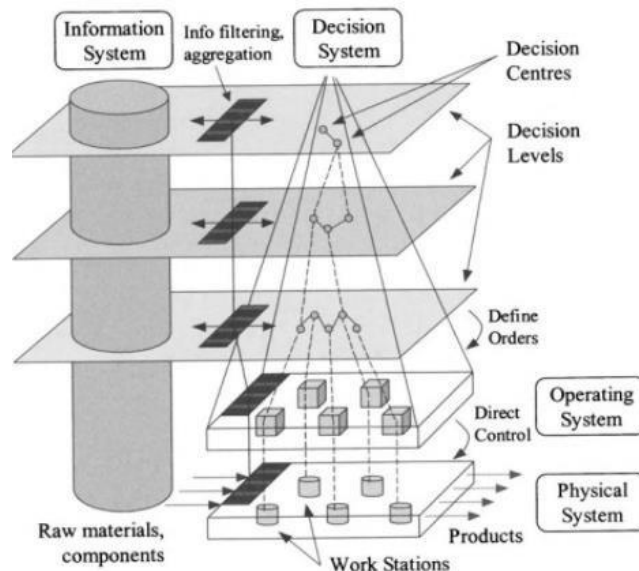 Information
System
Info filtering,
aggregation
Decision
System
Decision
Centres
Decision
Levels
Define
Orders
Operating
System
Direct
Control
Physical
System
Raw materials,
components
Products
Work Stations